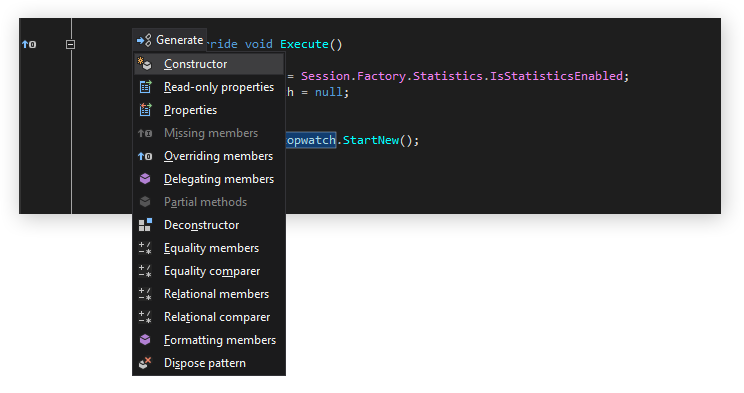 Generate
rride void Execute()
Constructor
= Session.Factory.Statistics.IsStatisticsEnabled;
Read-only properties
h = null;
Properties
Missing members
opwatch.StartNew();
Overriding members
Delegating members
Partial methods
Deconstructor
Equality members
Equality comparer
Relational members
Relational comparer
Formatting members
Dispose pattern